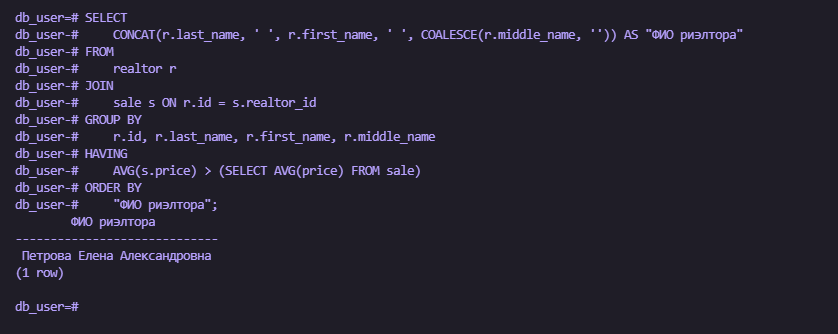 db_user=# SELECT
db_user-#     CONCAT(r.last_name, ' ', r.first_name, ' ', COALESCE(r.middle_name, '')) AS "ФИО риэлтора"
db_user-# FROM
db_user-#     realtor r
db_user-# JOIN
db_user-#     sale s ON r.id = s.realtor_id
db_user-# GROUP BY
db_user-#     r.id, r.last_name, r.first_name, r.middle_name
db_user-# HAVING
db_user-#     AVG(s.price) > (SELECT AVG(price) FROM sale)
db_user-# ORDER BY
db_user-#     "ФИО риэлтора";
        ФИО риэлтора
-----------------------------
 Петрова Елена Александровна
(1 row)
db_user=#